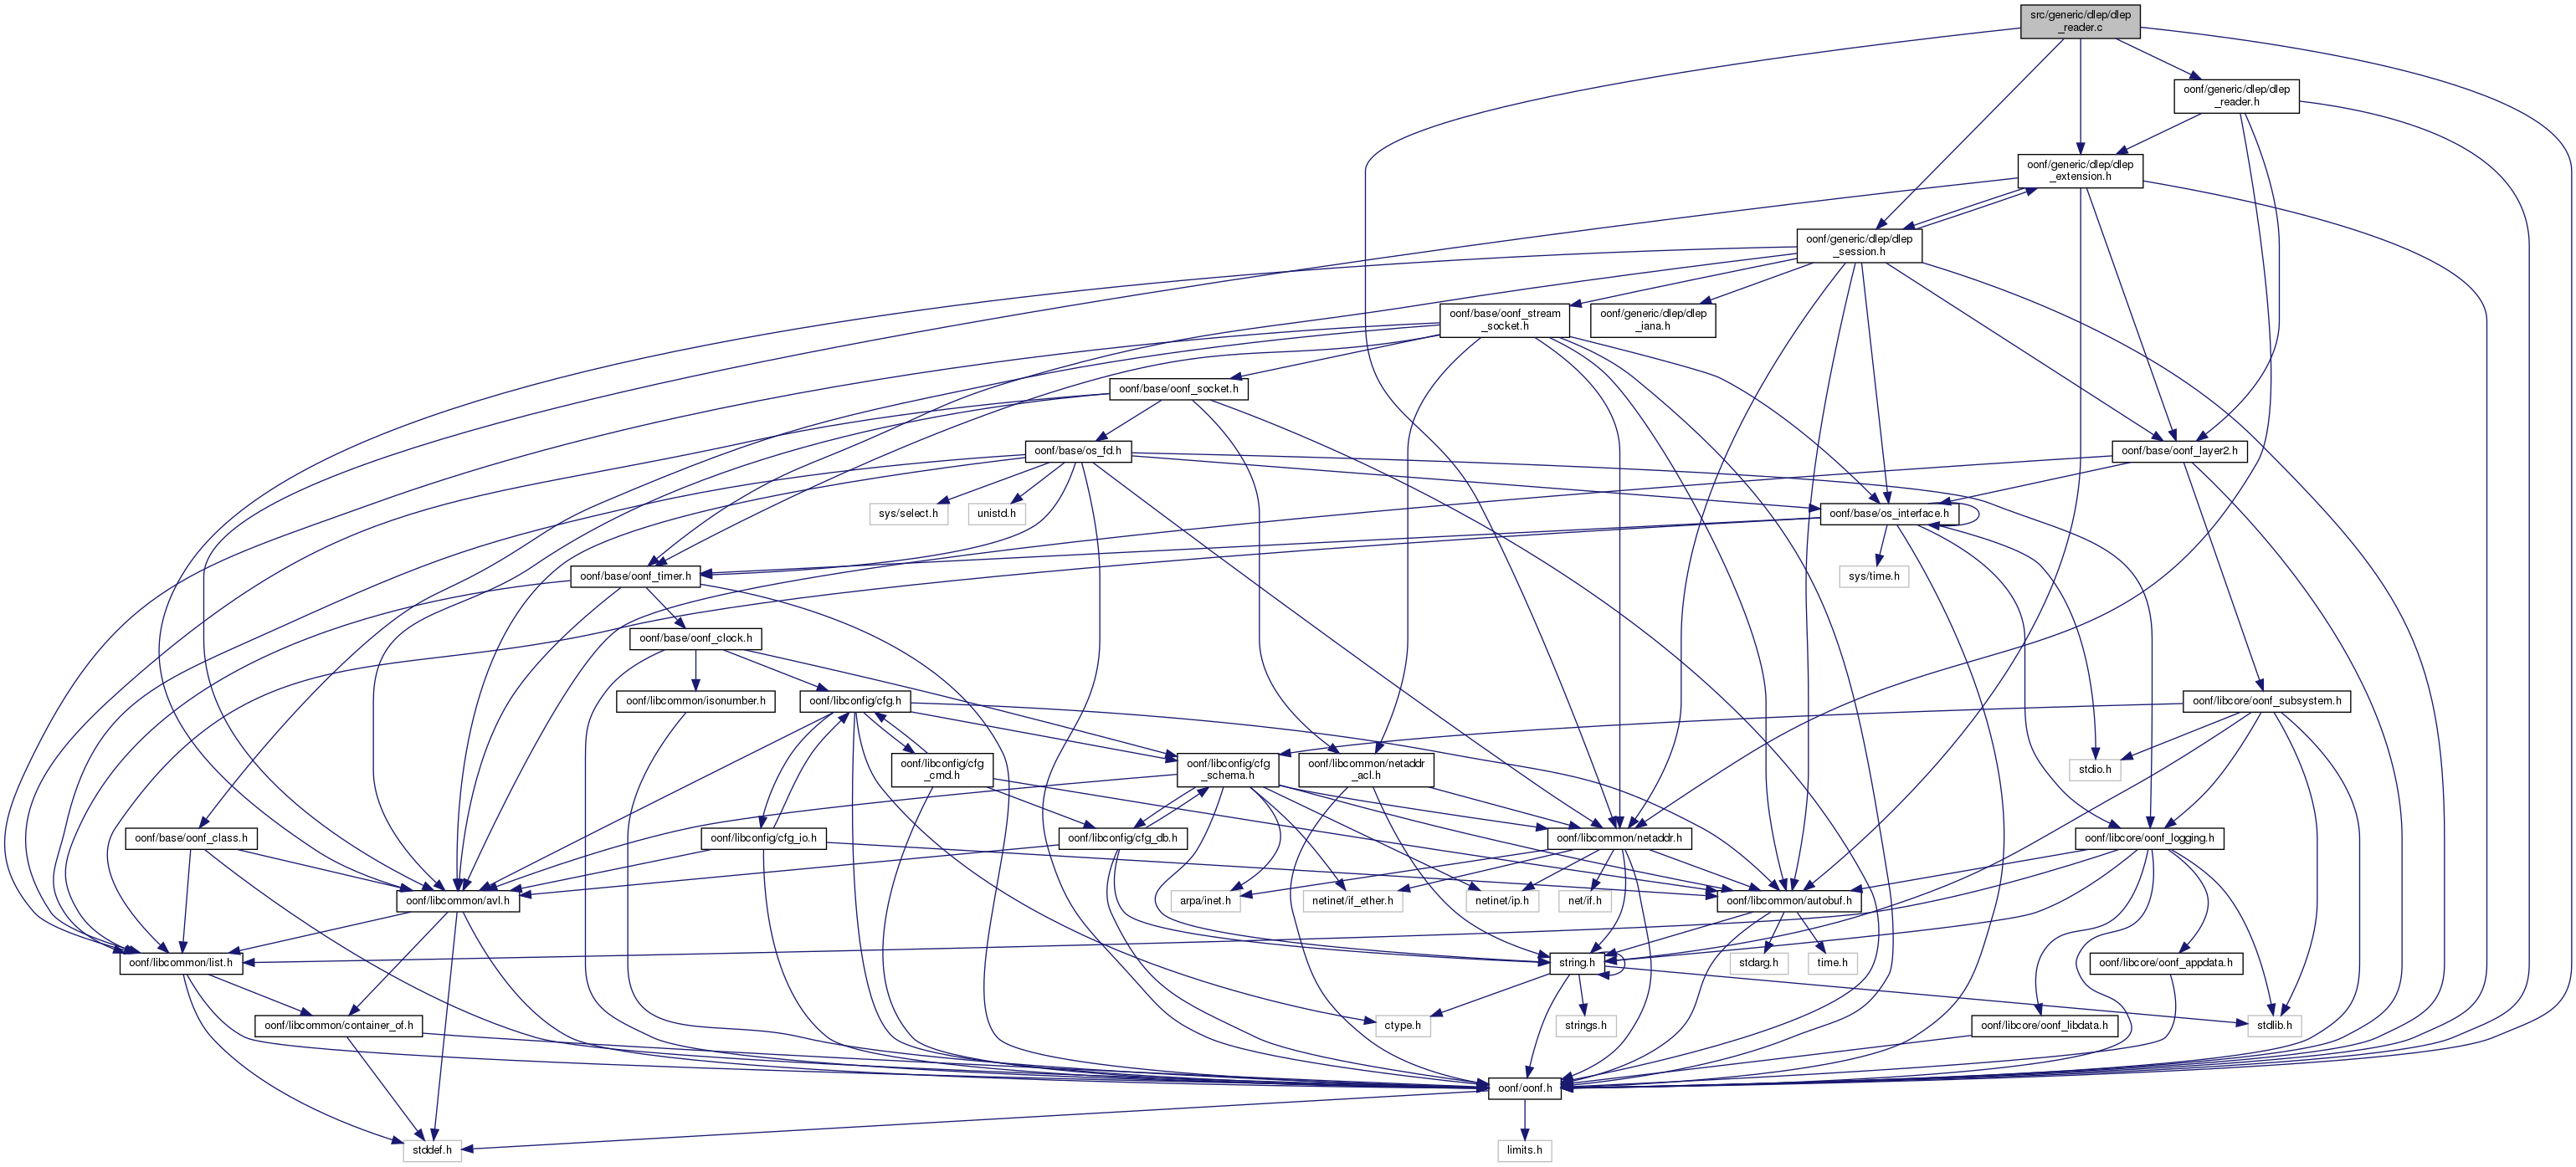 src/generic/dlep/dlep
_reader.c
oonf/generic/dlep/dlep
_reader.h
oonf/generic/dlep/dlep
_extension.h
oonf/generic/dlep/dlep
_session.h
oonf/base/oonf_stream
_socket.h
oonf/generic/dlep/dlep
_iana.h
oonf/base/oonf_socket.h
oonf/base/os_fd.h
oonf/base/oonf_layer2.h
sys/select.h
unistd.h
oonf/base/os_interface.h
oonf/base/oonf_timer.h
sys/time.h
oonf/base/oonf_clock.h
oonf/libcommon/isonumber.h
oonf/libconfig/cfg.h
oonf/libcore/oonf_subsystem.h
oonf/libconfig/cfg
_cmd.h
oonf/libconfig/cfg
_schema.h
oonf/libcommon/netaddr
_acl.h
stdio.h
oonf/base/oonf_class.h
oonf/libconfig/cfg_io.h
oonf/libconfig/cfg_db.h
oonf/libcommon/netaddr.h
oonf/libcore/oonf_logging.h
oonf/libcommon/avl.h
arpa/inet.h
netinet/if_ether.h
netinet/ip.h
net/if.h
oonf/libcommon/autobuf.h
oonf/libcommon/list.h
string.h
stdarg.h
time.h
oonf/libcore/oonf_appdata.h
oonf/libcommon/container_of.h
ctype.h
strings.h
oonf/libcore/oonf_libdata.h
stdlib.h
oonf/oonf.h
stddef.h
limits.h